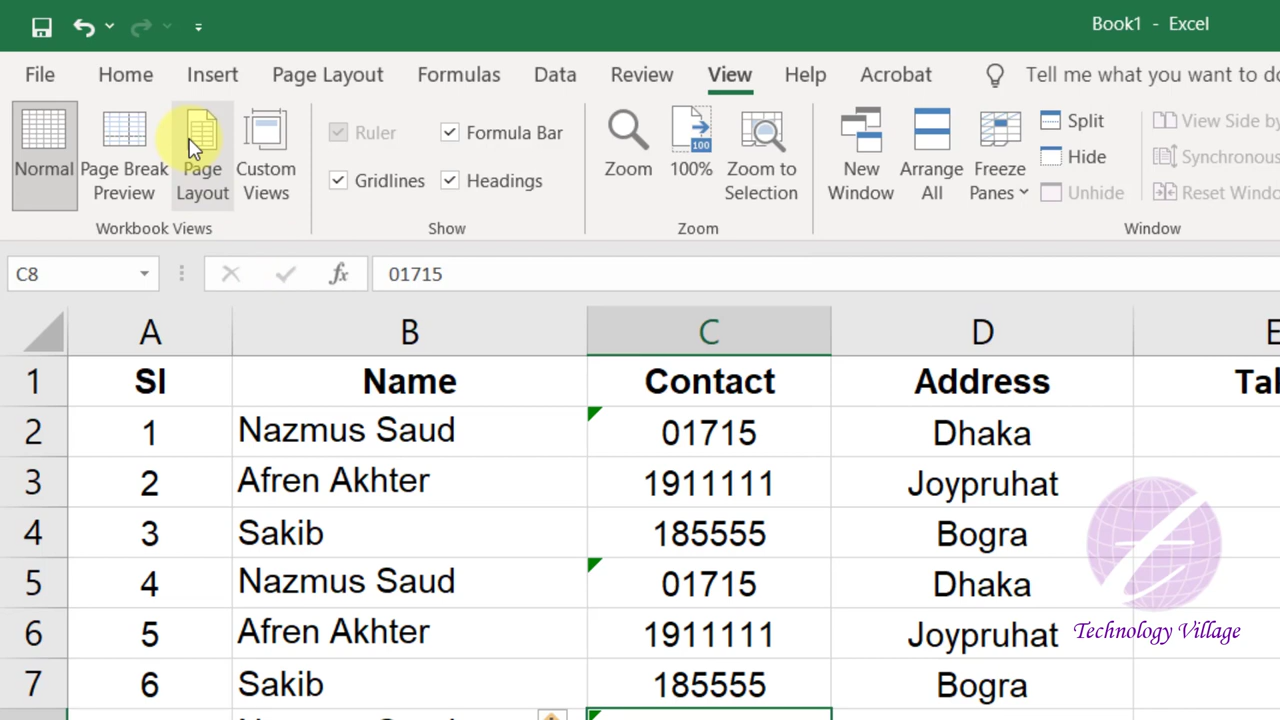 Book1 - Excel
File Home Insert Page Layout Formulas Data Review View Help Acrobat Tell me what you want to do
Normal
Page Break Preview
Page Layout
Custom Views
Workbook Views
Ruler
Formula Bar
Gridlines
Headings
Show
Zoom
100
100%
Zoom to Selection
Zoom
New Window
Arrange All
Freeze Panes
Split
Hide
Unhide
View Side by
Synchronous
Reset Windo
Window
C8 fx 01715
A B C D E
1 Sl Name Contact Address Tal
2 1 Nazmus Saud 01715 Dhaka
3 2 Afren Akhter 1911111 Joypruhat
4 3 Sakib 185555 Bogra
5 4 Nazmus Saud 01715 Dhaka
6 5 Afren Akhter 1911111 Joypruhat
7 6 Sakib 185555 Bogra
Technology Village